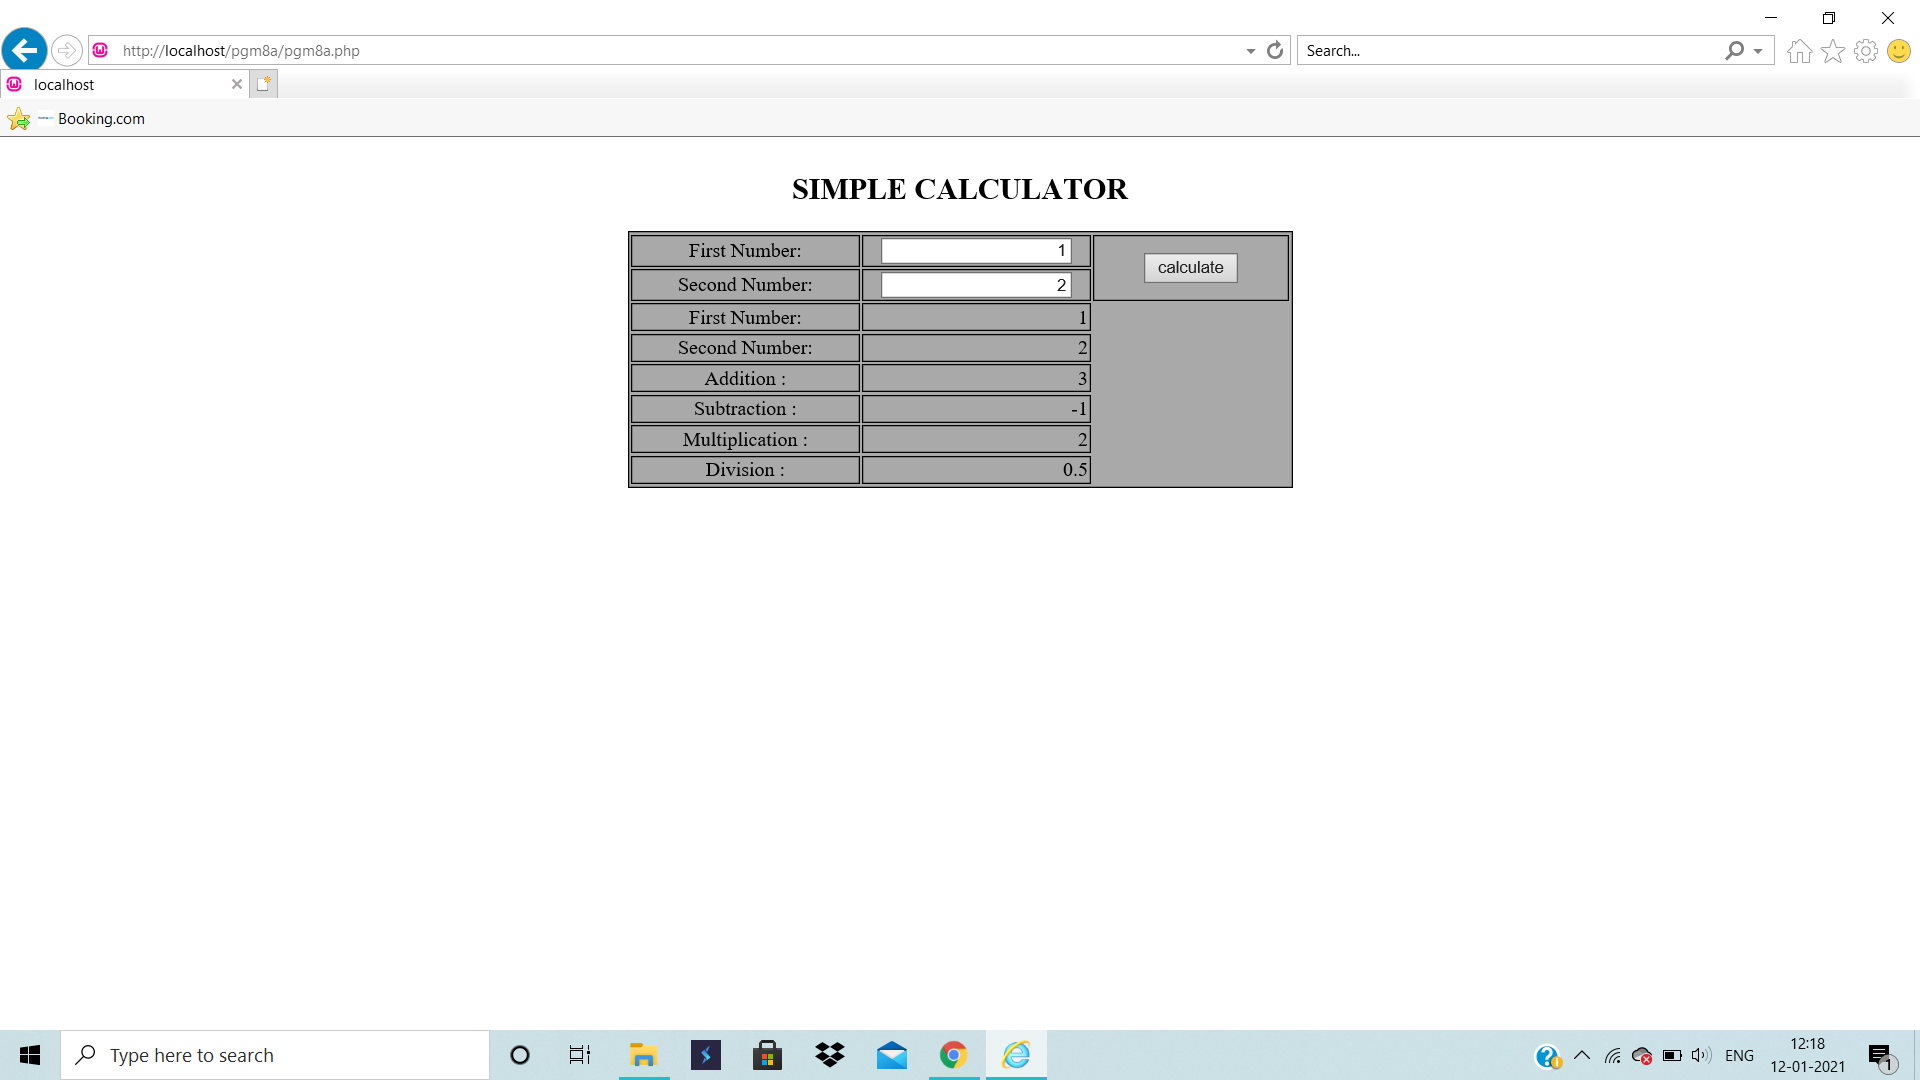 http://localhost/pgm8a/pgm8a.php
Search...
localhost
Booking.com
SIMPLE CALCULATOR
First Number: 1
calculate
Second Number: 2
First Number: 1
Second Number: 2
Addition : 3
Subtraction : -1
Multiplication : 2
Division : 0.5
Type here to search
ENG
12:18
12-01-2021
1